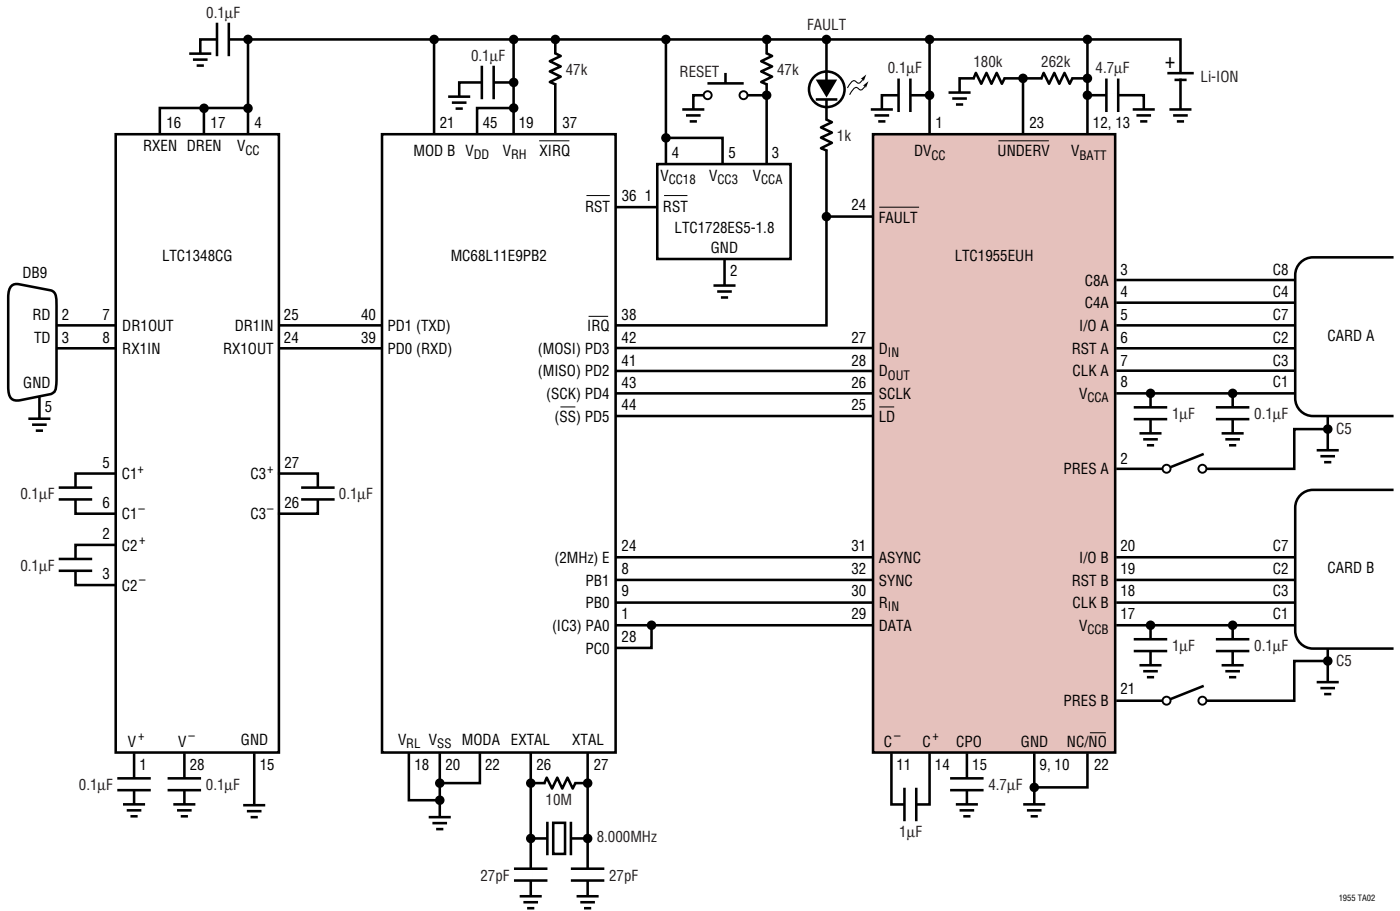 0.1µF
FAULT
0.1µF
47k
RESET
47k
0.1µF
180k
262k
4.7µF
+
Li-ION
1k
16
17
4
RXEN
DREN
VCC
21
45
19
37
MOD B
VDD
VRH
XIRQ
4
5
3
VCC18
VCC3
VCCA
1
23
12, 13
DVCC
UNDERV
VBATT
RST
36
1
RST
LTC1728ES5-1.8
GND
2
24
FAULT
LTC1348CG
MC68L11E9PB2
LTC1955EUH
DB9
RD
2
7
DR1OUT
TD
3
8
RX1IN
GND
5
DR1IN
25
40
PD1 (TXD)
RX1OUT
24
39
PD0 (RXD)
IRQ
38
(MOSI) PD3
42
27
DIN
(MISO) PD2
41
28
DOUT
(SCK) PD4
43
26
SCLK
(SS) PD5
44
25
LD
C8A
3
C8
C4A
4
C4
I/O A
5
C7
RST A
6
C2
CLK A
7
C3
VCCA
8
C1
CARD A
1µF
0.1µF
C5
PRES A
2
5
C1+
0.1µF
6
C1–
2
C2+
0.1µF
3
C2–
C3+
27
0.1µF
C3–
26
(2MHz) E
24
31
ASYNC
PB1
8
32
SYNC
PB0
9
30
RIN
(IC3) PA0
1
29
DATA
PC0
28
I/O B
20
C7
RST B
19
C2
CLK B
18
C3
VCCB
17
C1
CARD B
1µF
0.1µF
C5
PRES B
21
V+
V–
GND
1
28
15
0.1µF
0.1µF
VRL
VSS
MODA
EXTAL
XTAL
18
20
22
26
27
10M
8.000MHz
27pF
27pF
C–
C+
CPO
GND
NC/NO
11
14
15
9, 10
22
4.7µF
1µF
1955 TA02